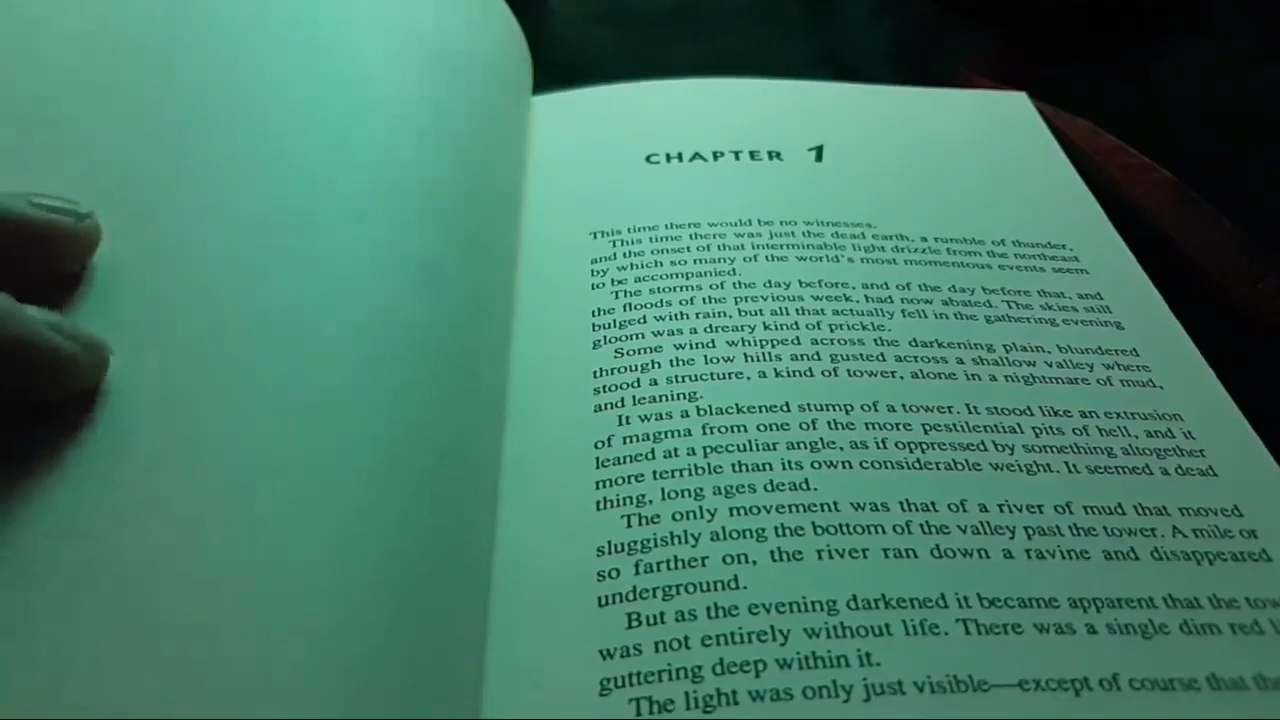 CHAPTER 1
This time there would be no witnesses.
This time there was just the dead earth, a rumble of thunder,
and the onset of that interminable light drizzle from the northeast
by which so many of the world's most momentous events seem
to be accompanied.
The storms of the day before, and of the day before that, and
the floods of the previous week, had now abated. The skies still
bulged with rain, but all that actually fell in the gathering evening
gloom was a dreary kind of prickle.
Some wind whipped across the darkening plain, blundered
through the low hills and gusted across a shallow valley where
stood a structure, a kind of tower, alone in a nightmare of mud,
and leaning.
It was a blackened stump of a tower. It stood like an extrusion
of magma from one of the more pestilential pits of hell, and it
leaned at a peculiar angle, as if oppressed by something altogether
more terrible than its own considerable weight. It seemed a dead
thing, long ages dead.
The only movement was that of a river of mud that moved
sluggishly along the bottom of the valley past the tower. A mile or
so farther on, the river ran down a ravine and disappeared
underground.
But as the evening darkened it became apparent that the
was not entirely without life. There was a single dim red
guttering deep within it.
The light was only just visible—except of course that